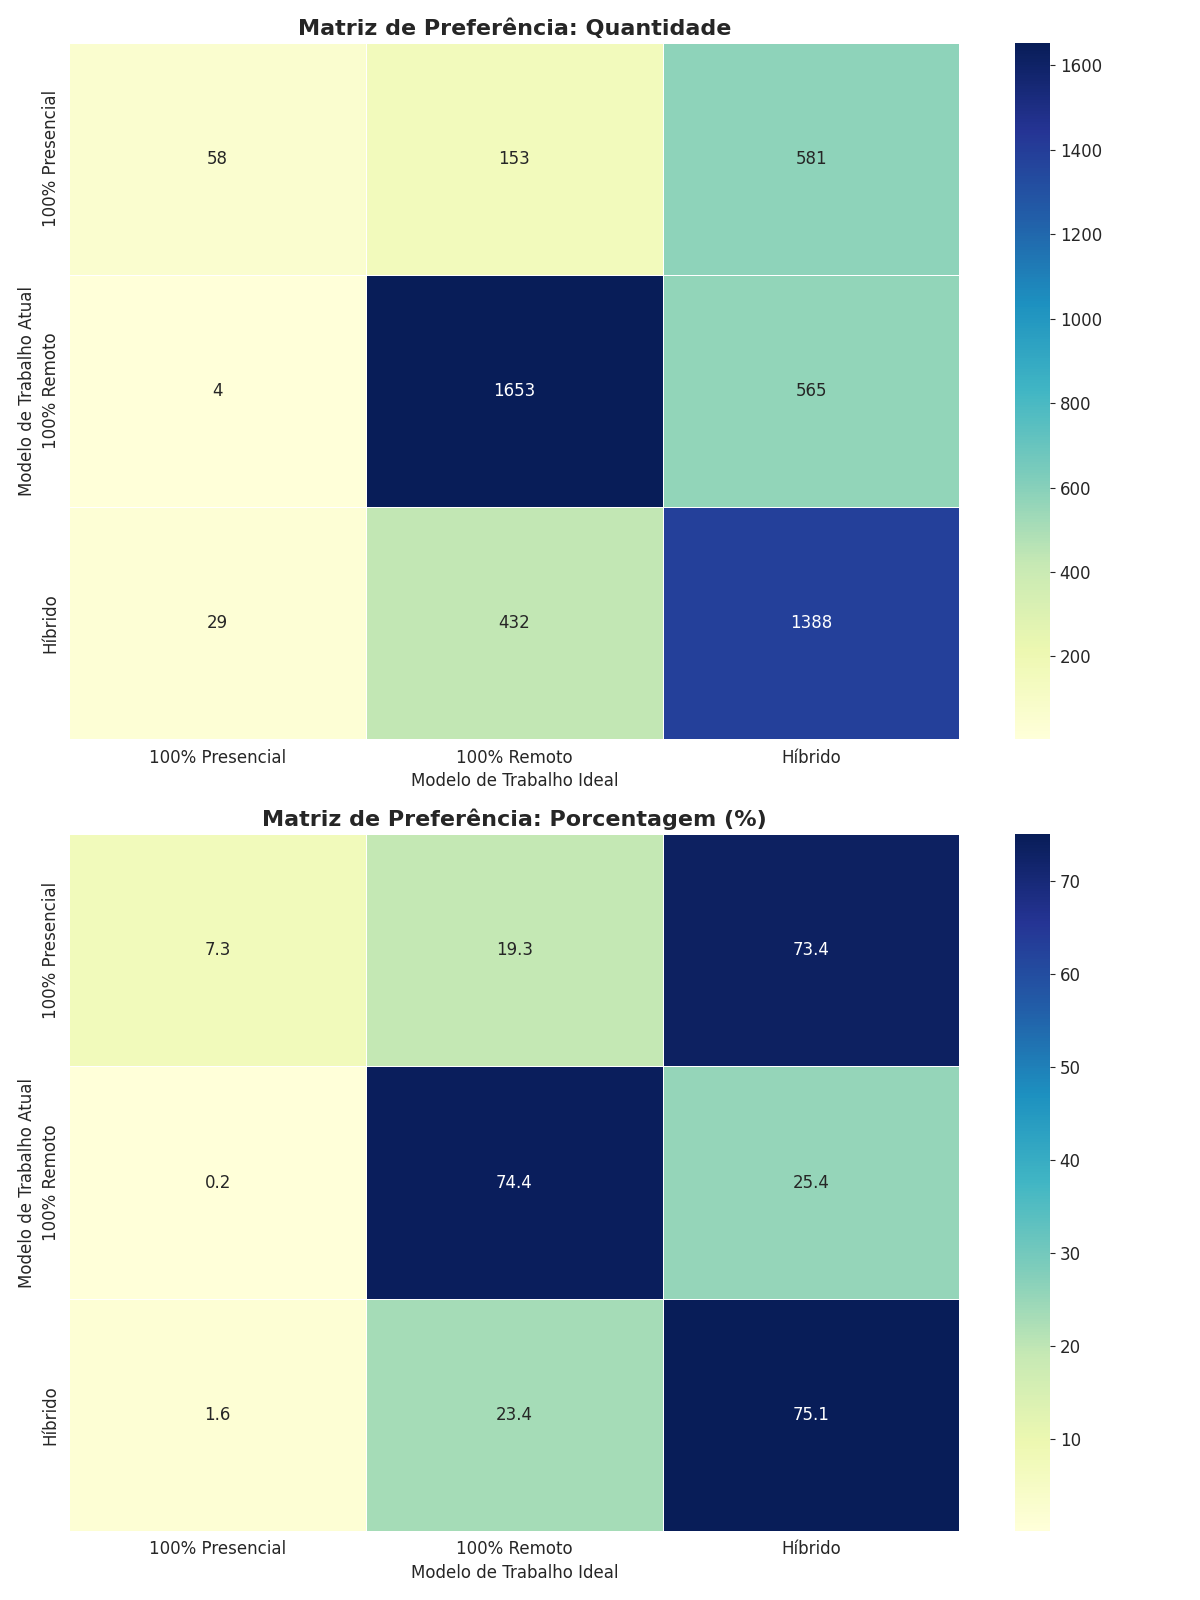 Matriz de Preferência: Quantidade
Modelo de Trabalho Atual
100% Presencial
58 153 581
100% Remoto
4 1653 565
Híbrido
29 432 1388
100% Presencial 100% Remoto Híbrido
Modelo de Trabalho Ideal
1600
1400
1200
1000
800
600
400
200
Matriz de Preferência: Porcentagem (%)
Modelo de Trabalho Atual
100% Presencial
7.3 19.3 73.4
100% Remoto
0.2 74.4 25.4
Híbrido
1.6 23.4 75.1
100% Presencial 100% Remoto Híbrido
Modelo de Trabalho Ideal
70
60
50
40
30
20
10